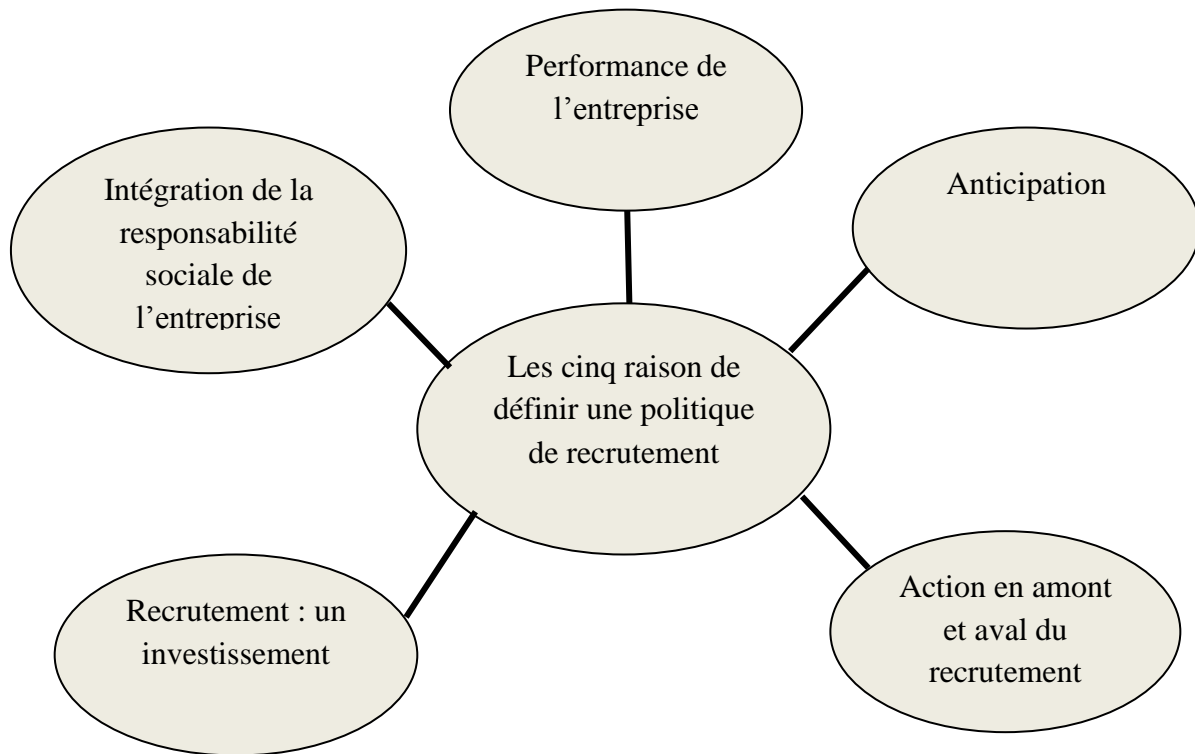 Performance de
l’entreprise
Intégration de la
responsabilité
sociale de
l’entreprise
Anticipation
Les cinq raison de
définir une politique
de recrutement
Recrutement : un
investissement
Action en amont
et aval du
recrutement